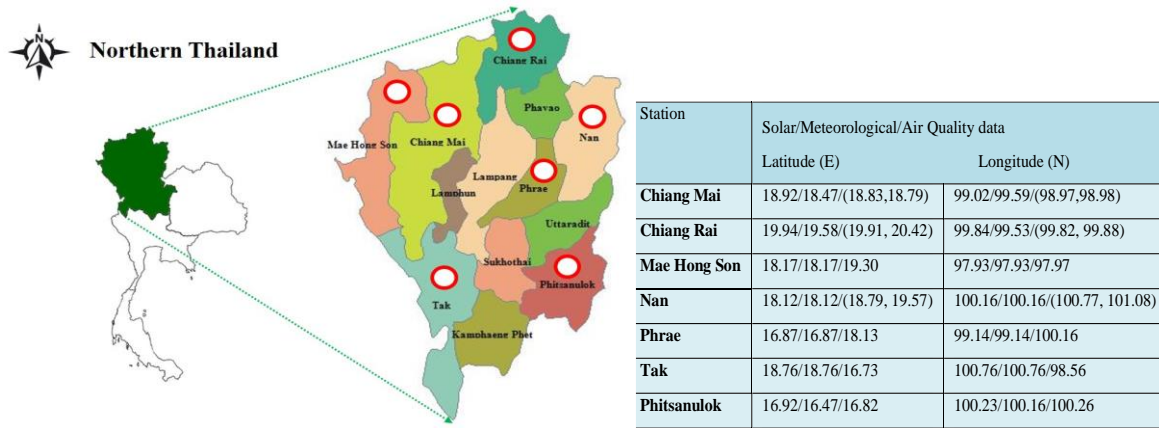 N
Northern Thailand
Chiang Rai
Phavao
Nan
Mae Hong Son
Chiang Mai
Lampang
Phrae
Lamphun
Uttaradit
Sukhothai
Phitsanulok
Tak
Kamphaeng Phet
Station
Solar/Meteorological/Air Quality data
Latitude (E) Longitude (N)
Chiang Mai 18.92/18.47/(18.83,18.79) 99.02/99.59/(98.97,98.98)
Chiang Rai 19.94/19.58/(19.91, 20.42) 99.84/99.53/(99.82, 99.88)
Mae Hong Son 18.17/18.17/19.30 97.93/97.93/97.97
Nan 18.12/18.12/(18.79, 19.57) 100.16/100.16/(100.77, 101.08)
Phrae 16.87/16.87/18.13 99.14/99.14/100.16
Tak 18.76/18.76/16.73 100.76/100.76/98.56
Phitsanulok 16.92/16.47/16.82 100.23/100.16/100.26